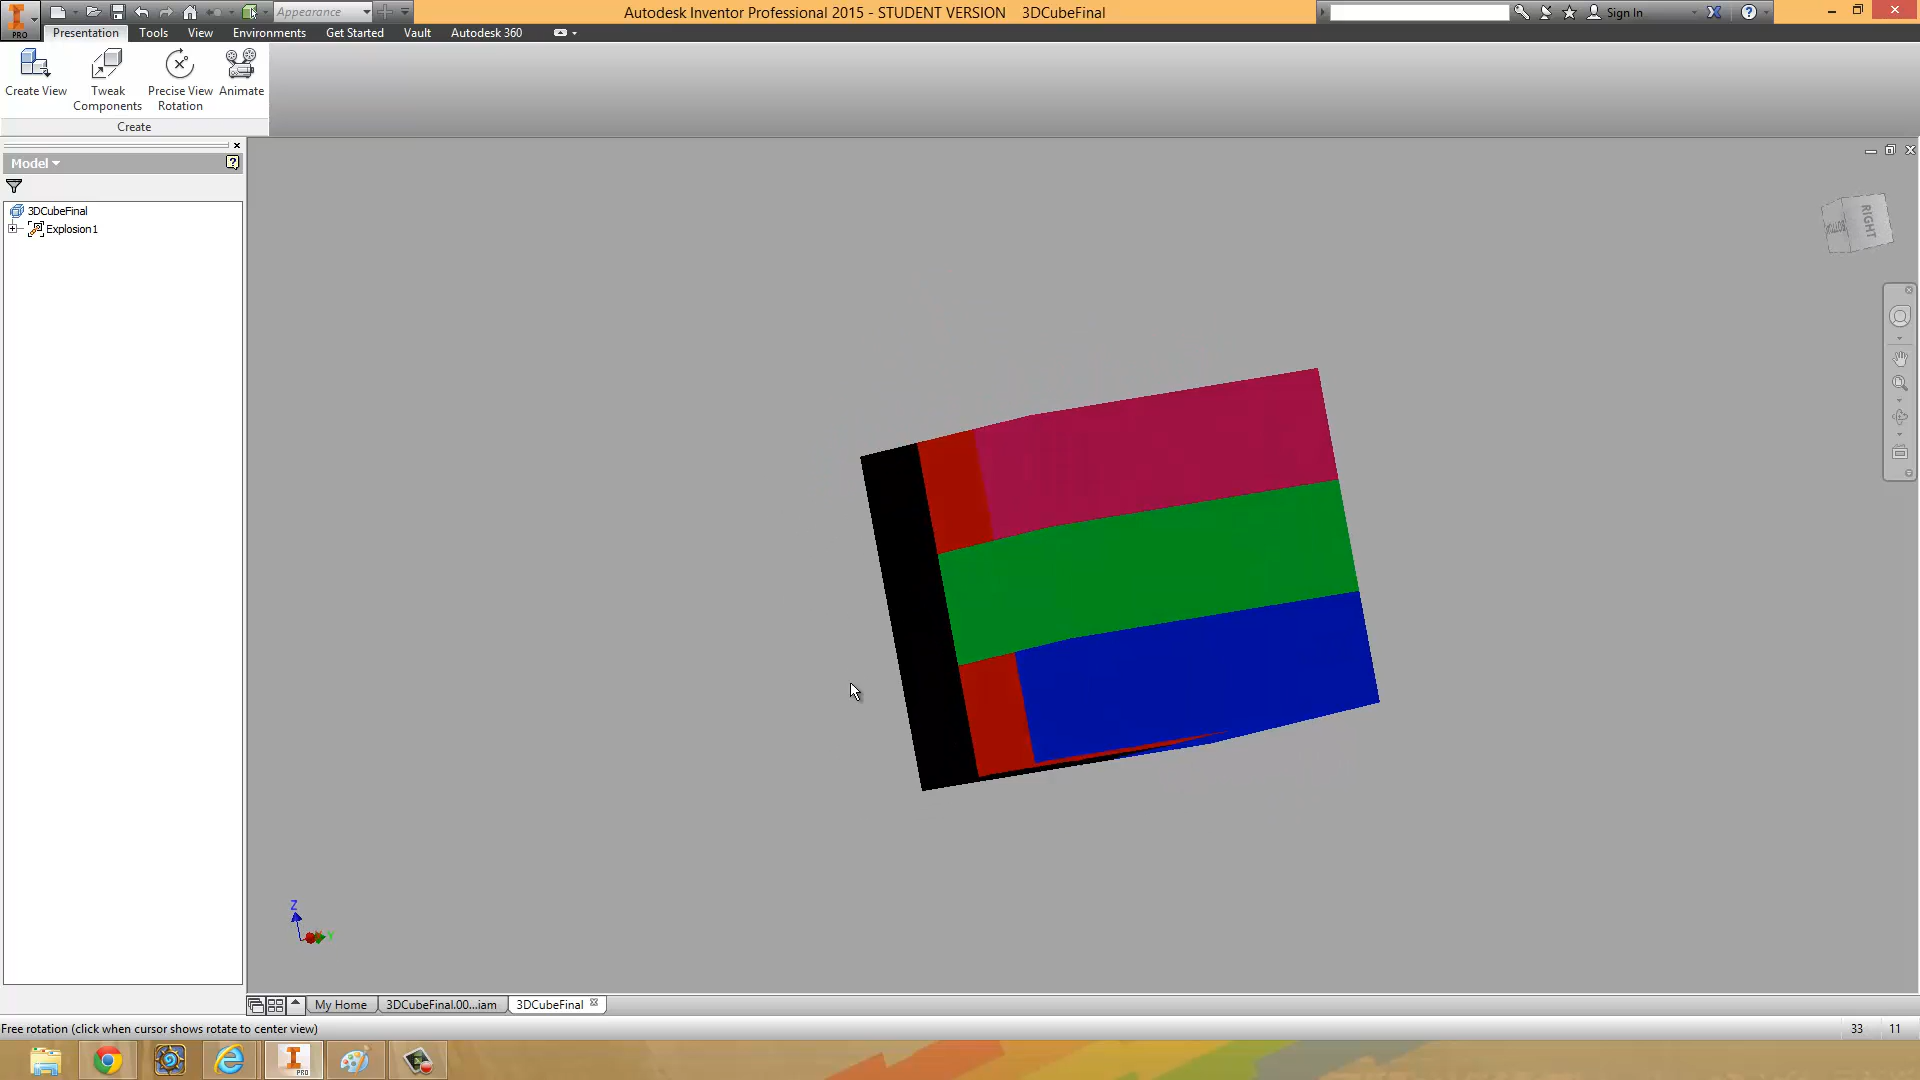 Appearance
Autodesk Inventor Professional 2015 - STUDENT VERSION 3DCubeFinal
Sign In
PRO
Presentation
Tools
View
Environments
Get Started
Vault
Autodesk 360
Create View
Tweak Components
Precise View Rotation
Animate
Create
Model
3DCubeFinal
Explosion1
RIGHT
BOTTOM
Z
Y
My Home
3DCubeFinal.00...iam
3DCubeFinal
Free rotation (click when cursor shows rotate to center view)
33
11
PRO